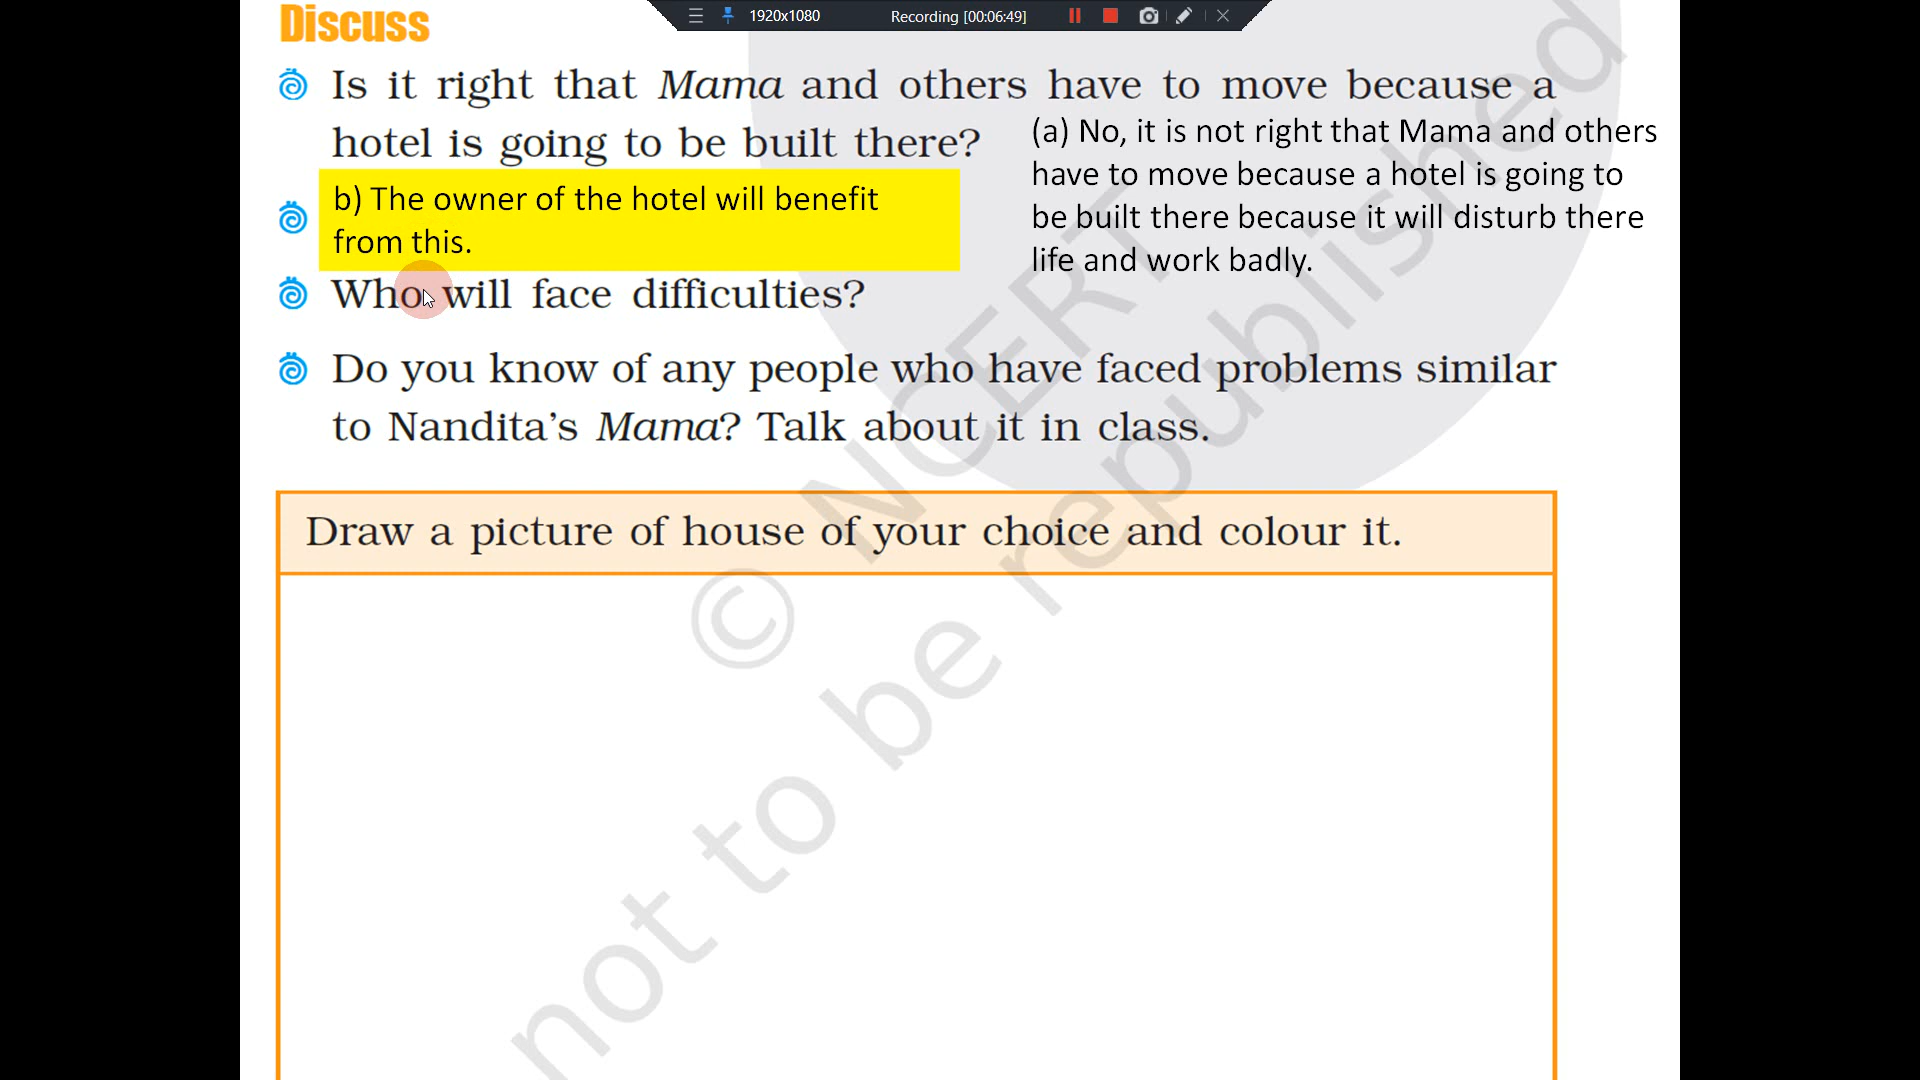 1920x1080
Recording [00:06:49]
Discuss
Is it right that Mama and others have to move because a
hotel is going to be built there?
(a) No, it is not right that Mama and others
have to move because a hotel is going to
be built there because it will disturb there
life and work badly.
b) The owner of the hotel will benefit
from this.
Who will face difficulties?
Do you know of any people who have faced problems similar
to Nandita's Mama? Talk about it in class.
Draw a picture of house of your choice and colour it.
© NCERT
not to be republished